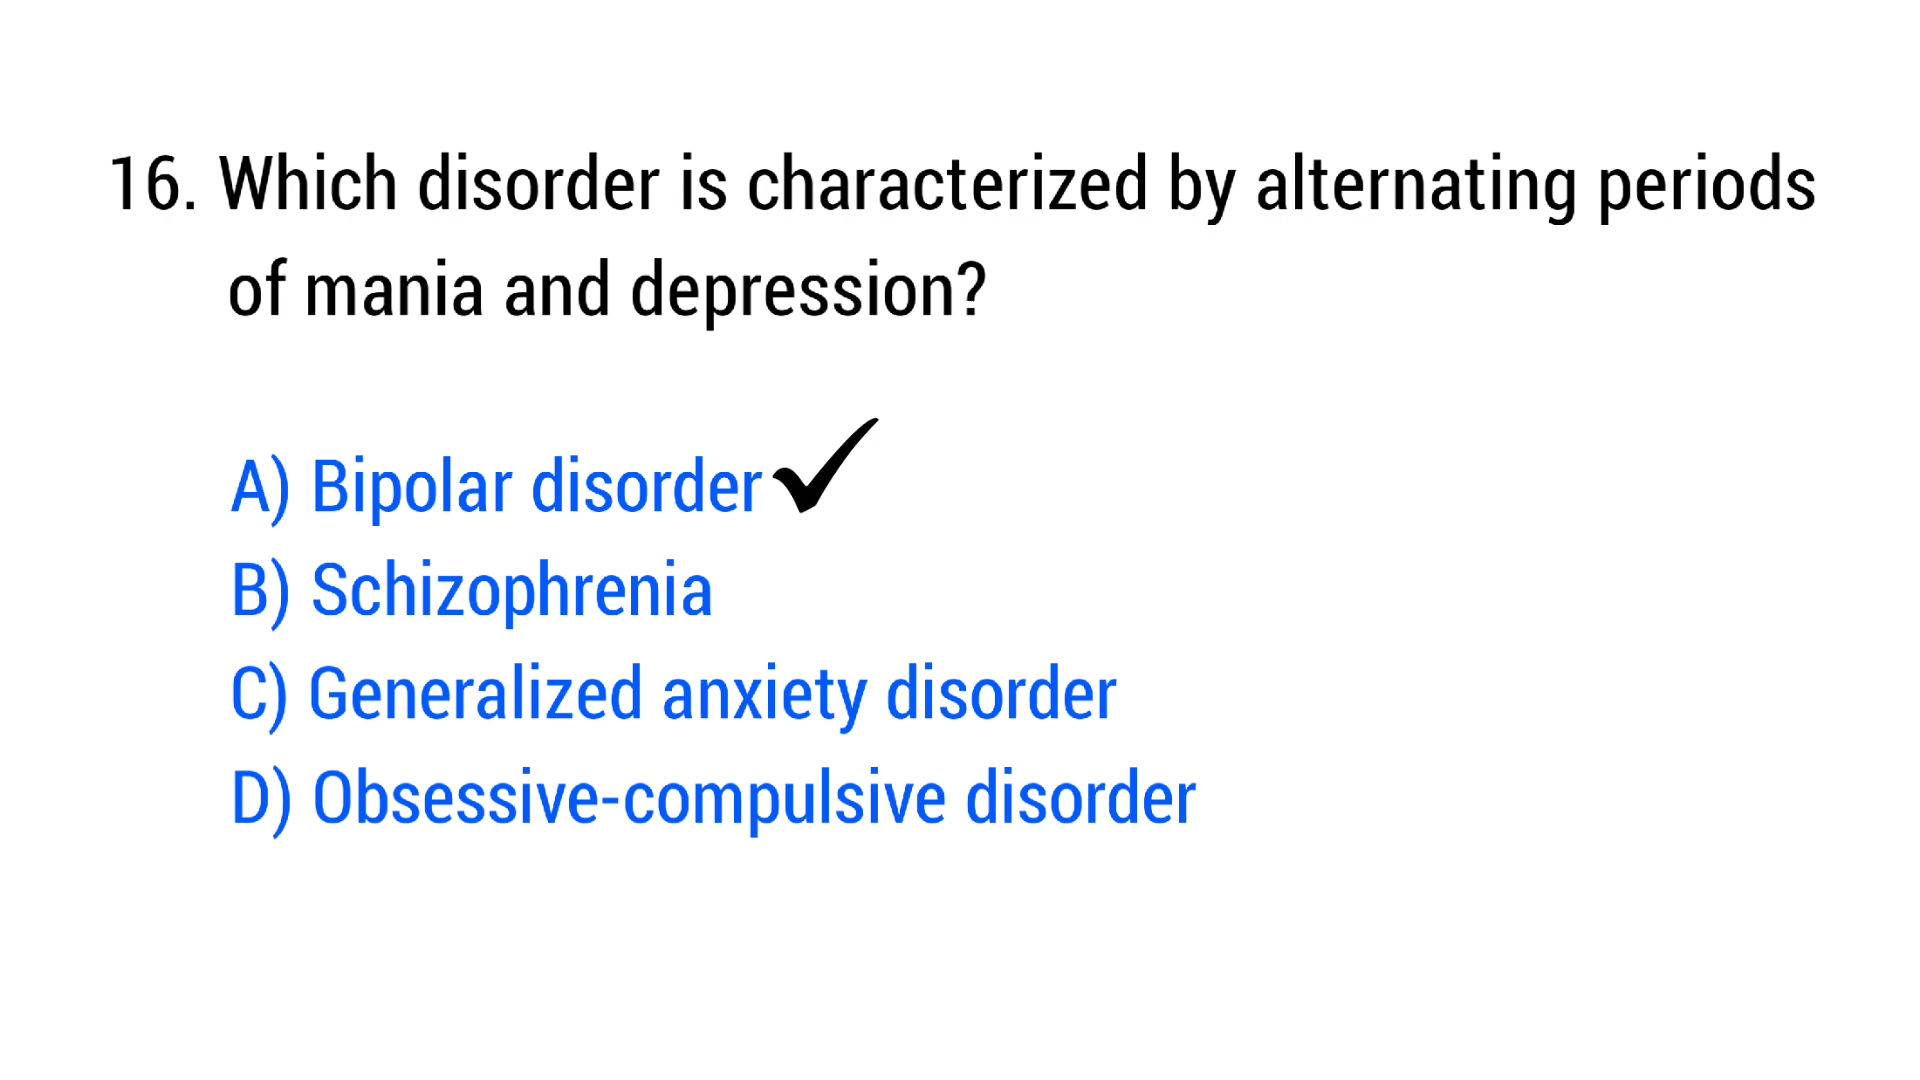 16. Which disorder is characterized by alternating periods
of mania and depression?
A) Bipolar disorder
B) Schizophrenia
C) Generalized anxiety disorder
D) Obsessive-compulsive disorder